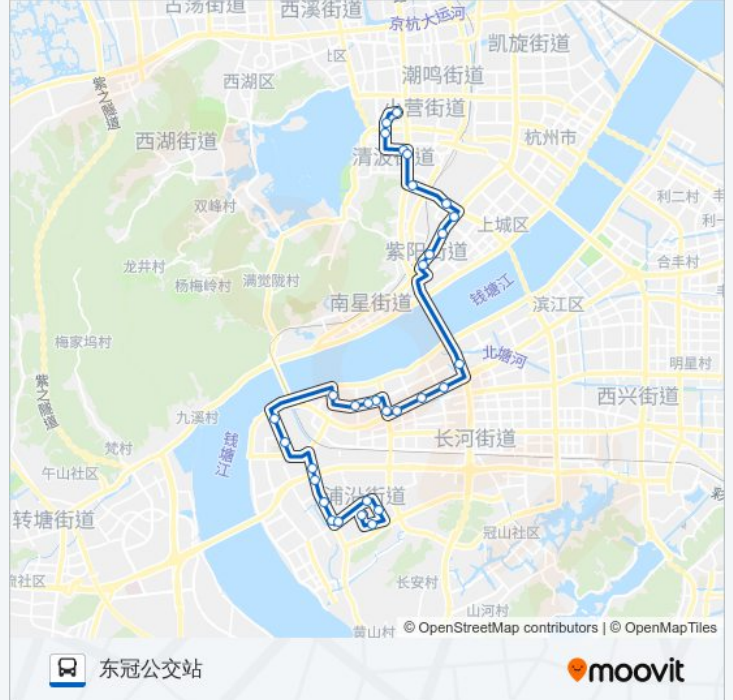 古荡街道
西溪街道
京杭大运河
凯旋街道
潮鸣街道
西湖区
紫之隧道
营街道
杭州市
西湖街道
清波街道
双峰村
利二村
上城区
紫阳街道
合丰村
龙井村
杨梅岭村
满觉陇村
钱塘江
南星街道
滨江区
梅家坞村
北塘河
明星村
紫之隧道
西兴街道
九溪村
钱塘江
长河街道
梵村
午山社区
浦沿街道
转塘街道
冠山社区
长安村
山河村
黄山村
© OpenStreetMap contributors | © OpenMapTiles
东冠公交站
moovit